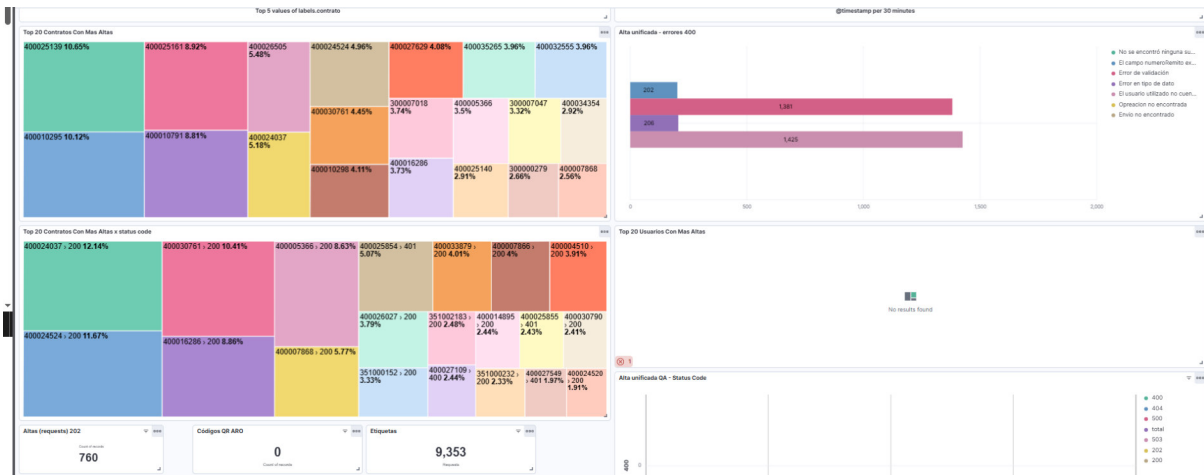 Top 5 values of labels.contrato
@timestamp per 30 minutes
Top 20 Contratos Con Mas Altas
400025139 10.65%
400025161 8.92%
400026505
5.48%
400024524 4.96%
400027629 4.08%
400035265 3.96%
400032555 3.96%
300007018
3.74%
400005366
3.5%
300007047
3.32%
400034354
2.92%
400030761 4.45%
400010295 10.12%
400010791 8.81%
400024037
5.18%
400010298 4.11%
400016286
3.73%
400025140
2.91%
300000279
2.66%
400007868
2.56%
Alta unificada - errores 400
202
1,381
206
1,425
0
500
1,000
1,500
2,000
No se encontró ninguna su...
El campo numeroRemito ex...
Error de validación
Error en tipo de dato
El usuario utilizado no cuen...
Opreacion no encontrada
Envio no encontrado
Top 20 Contratos Con Mas Altas x status code
400024037 › 200 12.14%
400030761 › 200 10.41%
400005366 › 200 8.63%
400025854 › 401
5.07%
400033879 ›
200 4.01%
400007866 ›
200 4%
400004510 ›
200 3.91%
400026027 › 200
3.79%
351002183 ›
200 2.48%
400014895
› 200
2.44%
400025855
› 401
2.43%
400030790
› 200
2.41%
400024524 › 200 11.67%
400016286 › 200 8.86%
400007868 › 200 5.77%
351000152 › 200
3.33%
400027109 ›
400 2.44%
351000232 ›
200 2.33%
400027549
› 401 1.97%
400024520
› 200
1.91%
Top 20 Usuarios Con Mas Altas
No results found
1
Alta unificada QA - Status Code
400
404
500
total
503
202
200
400
0
Altas (requests) 202
Count of records
760
Códigos QR ARO
0
Count of records
Etiquetas
9,353
Requests